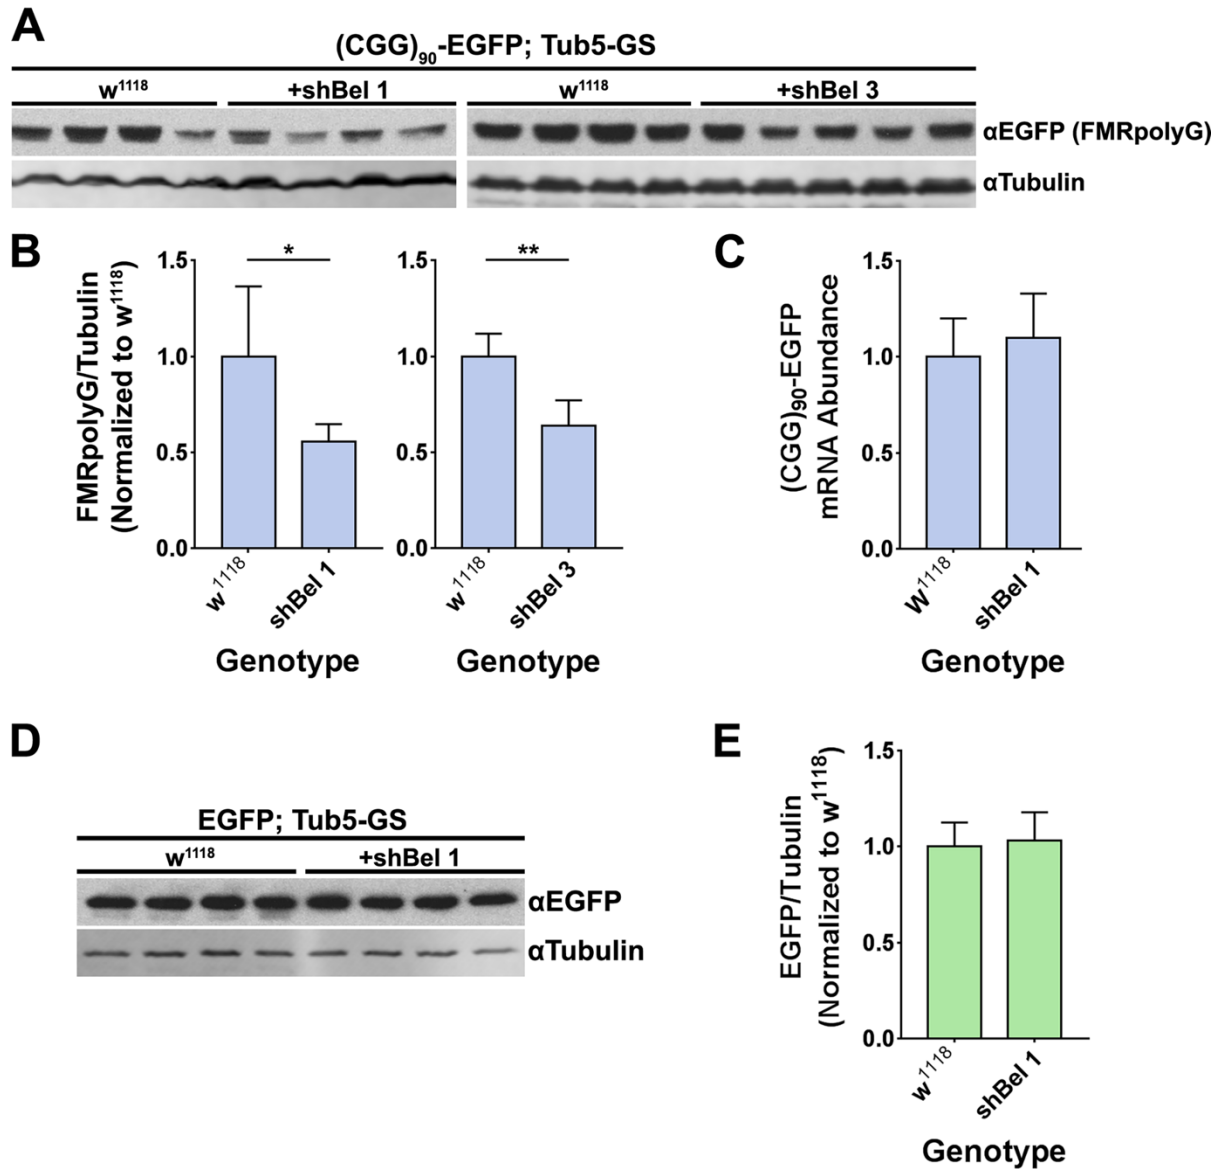 A
(CGG)90-EGFP; Tub5-GS
w1118 +shBel 1 w1118 +shBel 3
αEGFP (FMRpolyG)
αTubulin
B
FMRpolyG/Tubulin
(Normalized to w1118)
1.5
1.0
0.5
0.0
*
w1118
shBel 1
Genotype
1.5
1.0
0.5
0.0
**
w1118
shBel 3
Genotype
C
(CGG)90-EGFP
mRNA Abundance
1.5
1.0
0.5
0.0
W1118
shBel 1
Genotype
D
EGFP; Tub5-GS
w1118 +shBel 1
αEGFP
αTubulin
E
EGFP/Tubulin
(Normalized to w1118)
1.5
1.0
0.5
0.0
w1118
shBel 1
Genotype